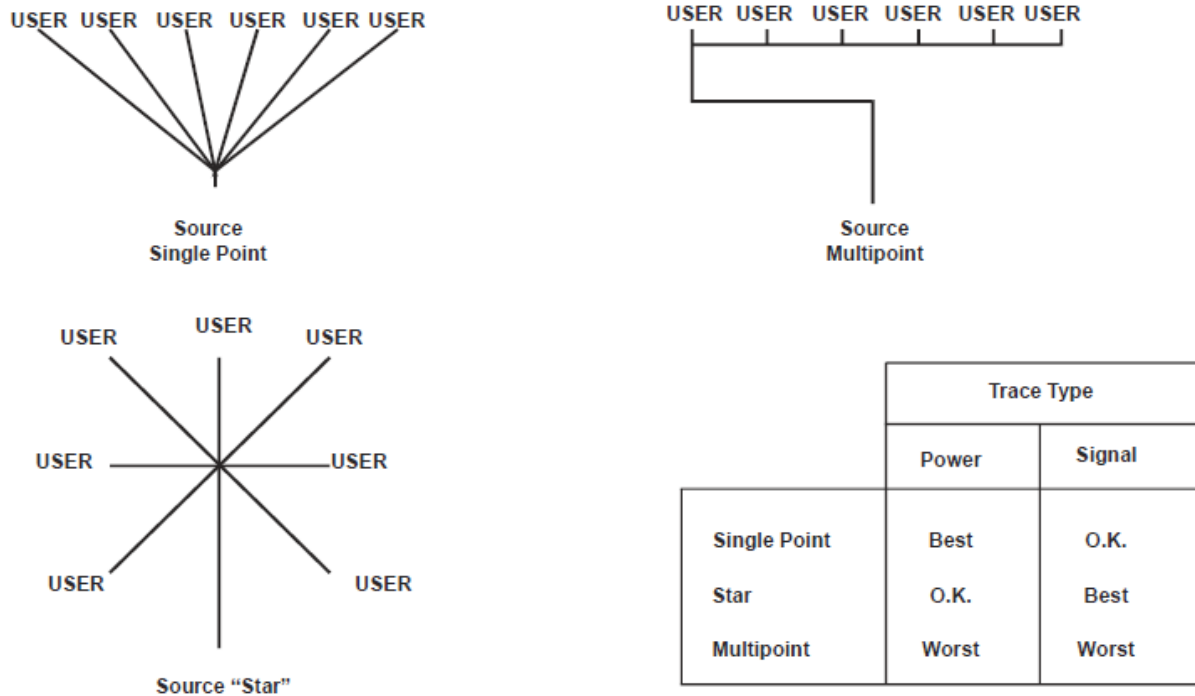 USER USER USER USER USER USER
Source
Single Point
USER USER USER USER USER USER
Source
Multipoint
USER
USER
USER
USER
USER
USER
USER
Source “Star”
Trace Type
Power Signal
Single Point Best O.K.
Star O.K. Best
Multipoint Worst Worst